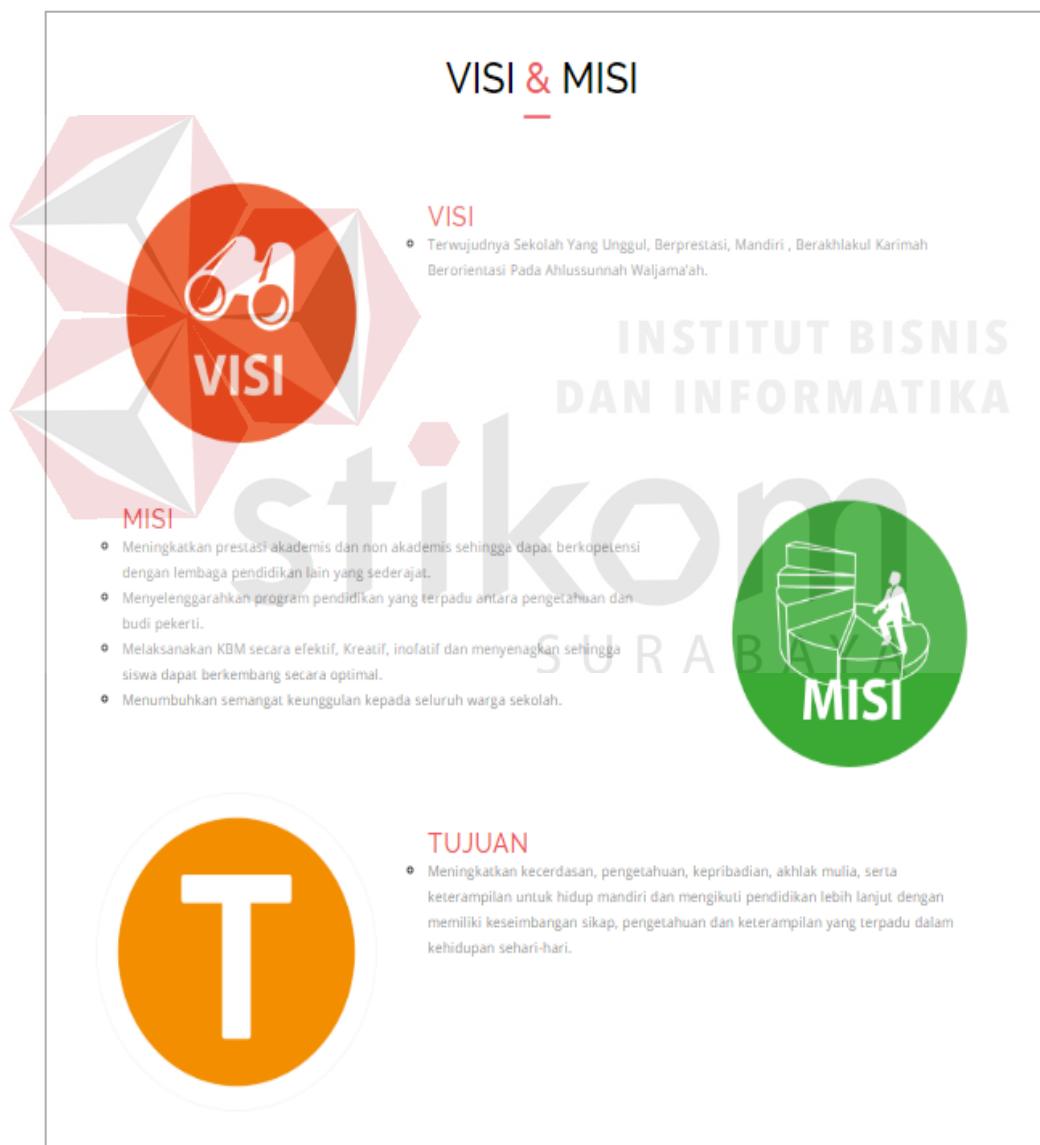 VISI & MISI
VISI
VISI
Terwujudnya Sekolah Yang Unggul, Berprestasi, Mandiri , Berakhlakul Karimah
Berorientasi Pada Ahlussunnah Waljama'ah.
INSTITUT BISNIS
DAN INFORMATIKA
stikom
SURABAYA
MISI
Meningkatkan prestasi akademis dan non akademis sehingga dapat berkopetensi
dengan lembaga pendidikan lain yang sederajat.
Menyelenggarahkan program pendidikan yang terpadu antara pengetahuan dan
budi pekerti.
Melaksanakan KBM secara efektif, Kreatif, inofatif dan menyenagkan sehingga
siswa dapat berkembang secara optimal.
Menumbuhkan semangat keunggulan kepada seluruh warga sekolah.
MISI
T
TUJUAN
Meningkatkan kecerdasan, pengetahuan, kepribadian, akhlak mulia, serta
keterampilan untuk hidup mandiri dan mengikuti pendidikan lebih lanjut dengan
memiliki keseimbangan sikap, pengetahuan dan keterampilan yang terpadu dalam
kehidupan sehari-hari.